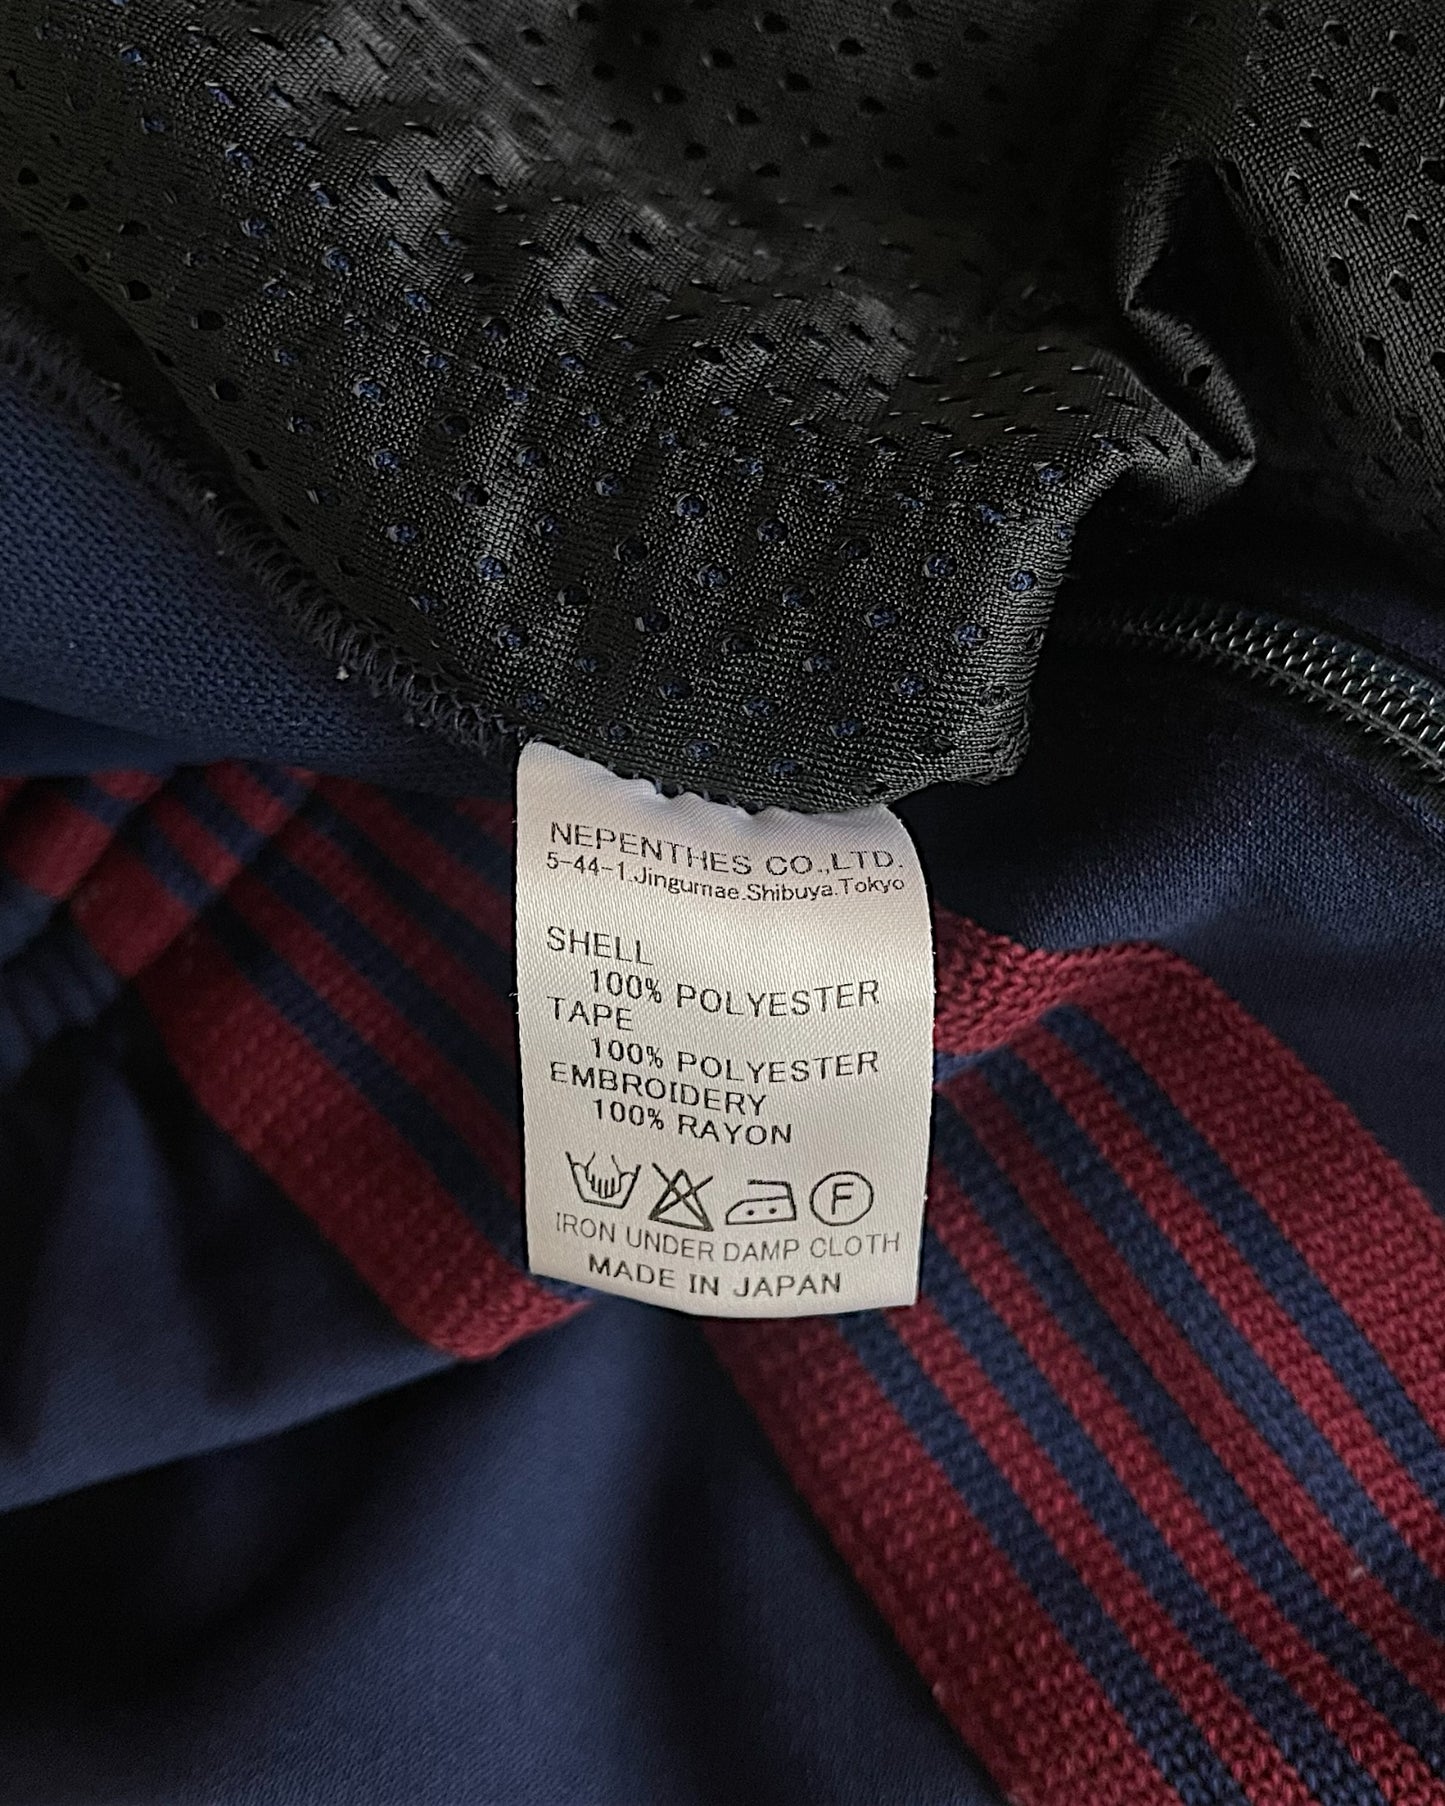 NEPENTHES CO.,LTD.
5-44-1.Jingumae.Shibuya.Tokyo
SHELL
100% POLYESTER
TAPE
100% POLYESTER
EMBROIDERY
100% RAYON
F
IRON UNDER DAMP CLOTH
MADE IN JAPAN